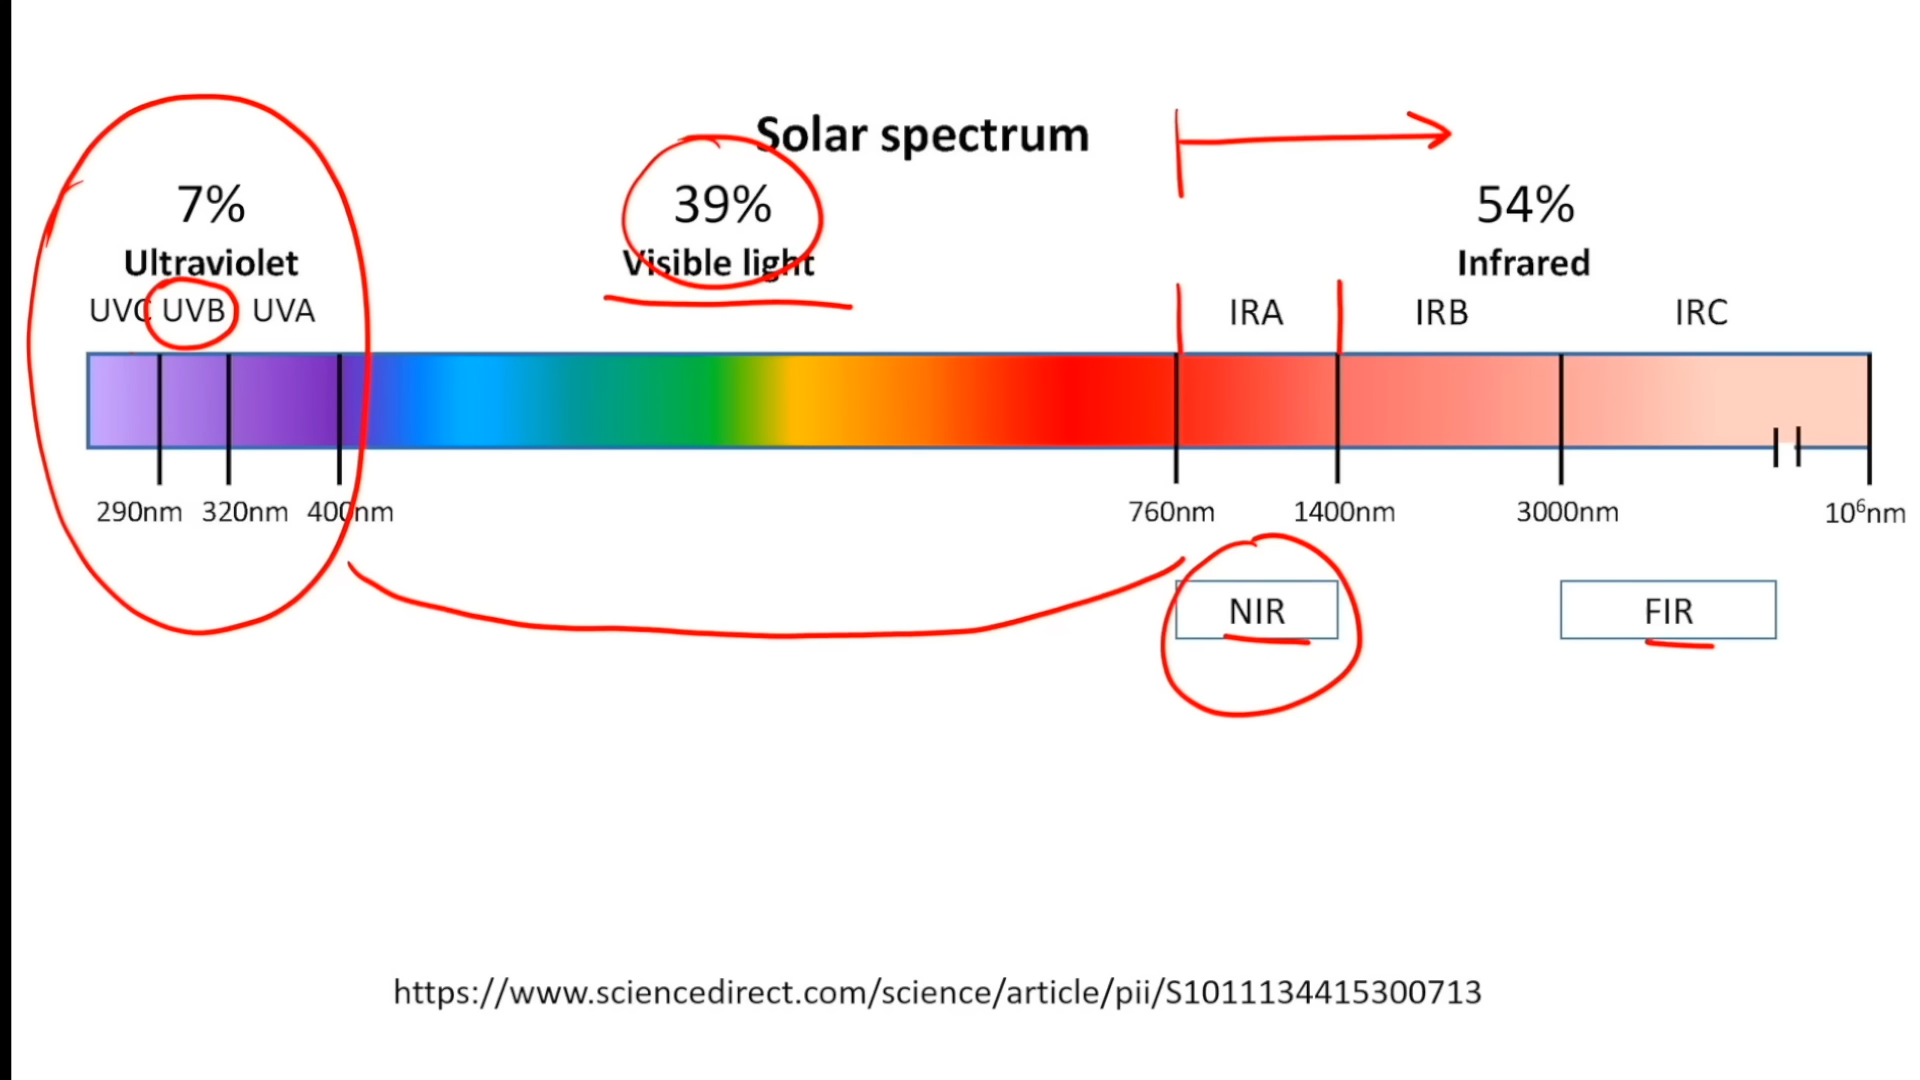 Solar spectrum
7%
39%
54%
Ultraviolet
Visible light
Infrared
UVC UVB UVA
IRA
IRB
IRC
290nm
320nm
400nm
760nm
1400nm
3000nm
10⁶nm
NIR
FIR
https://www.sciencedirect.com/science/article/pii/S1011134415300713